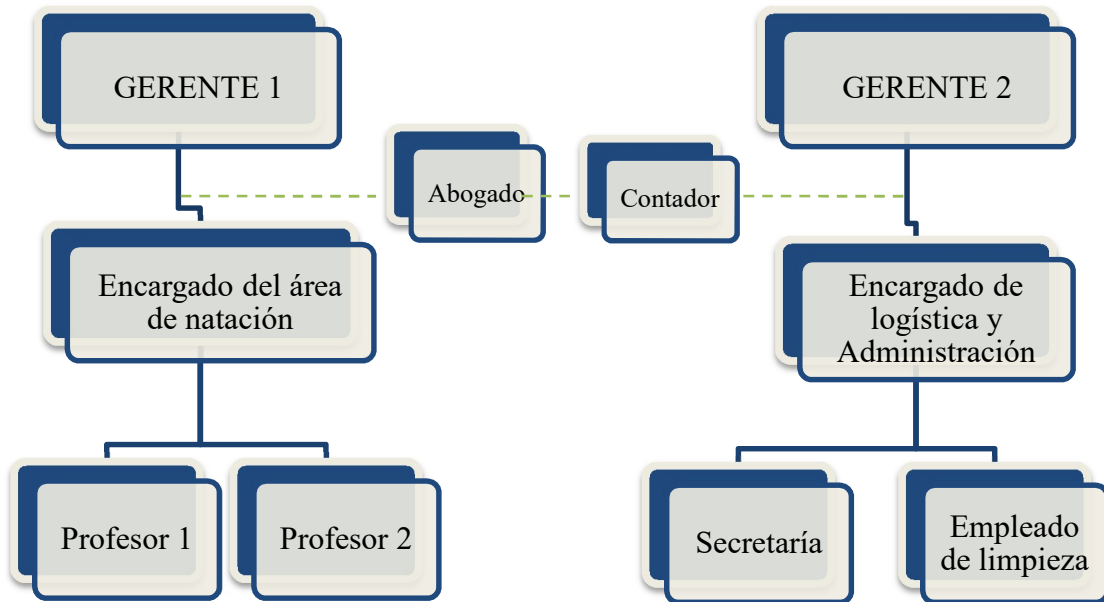 GERENTE 1
GERENTE 2
Abogado
Contador
Encargado del área
de natación
Encargado de
logística y
Administración
Profesor 1
Profesor 2
Secretaría
Empleado
de limpieza